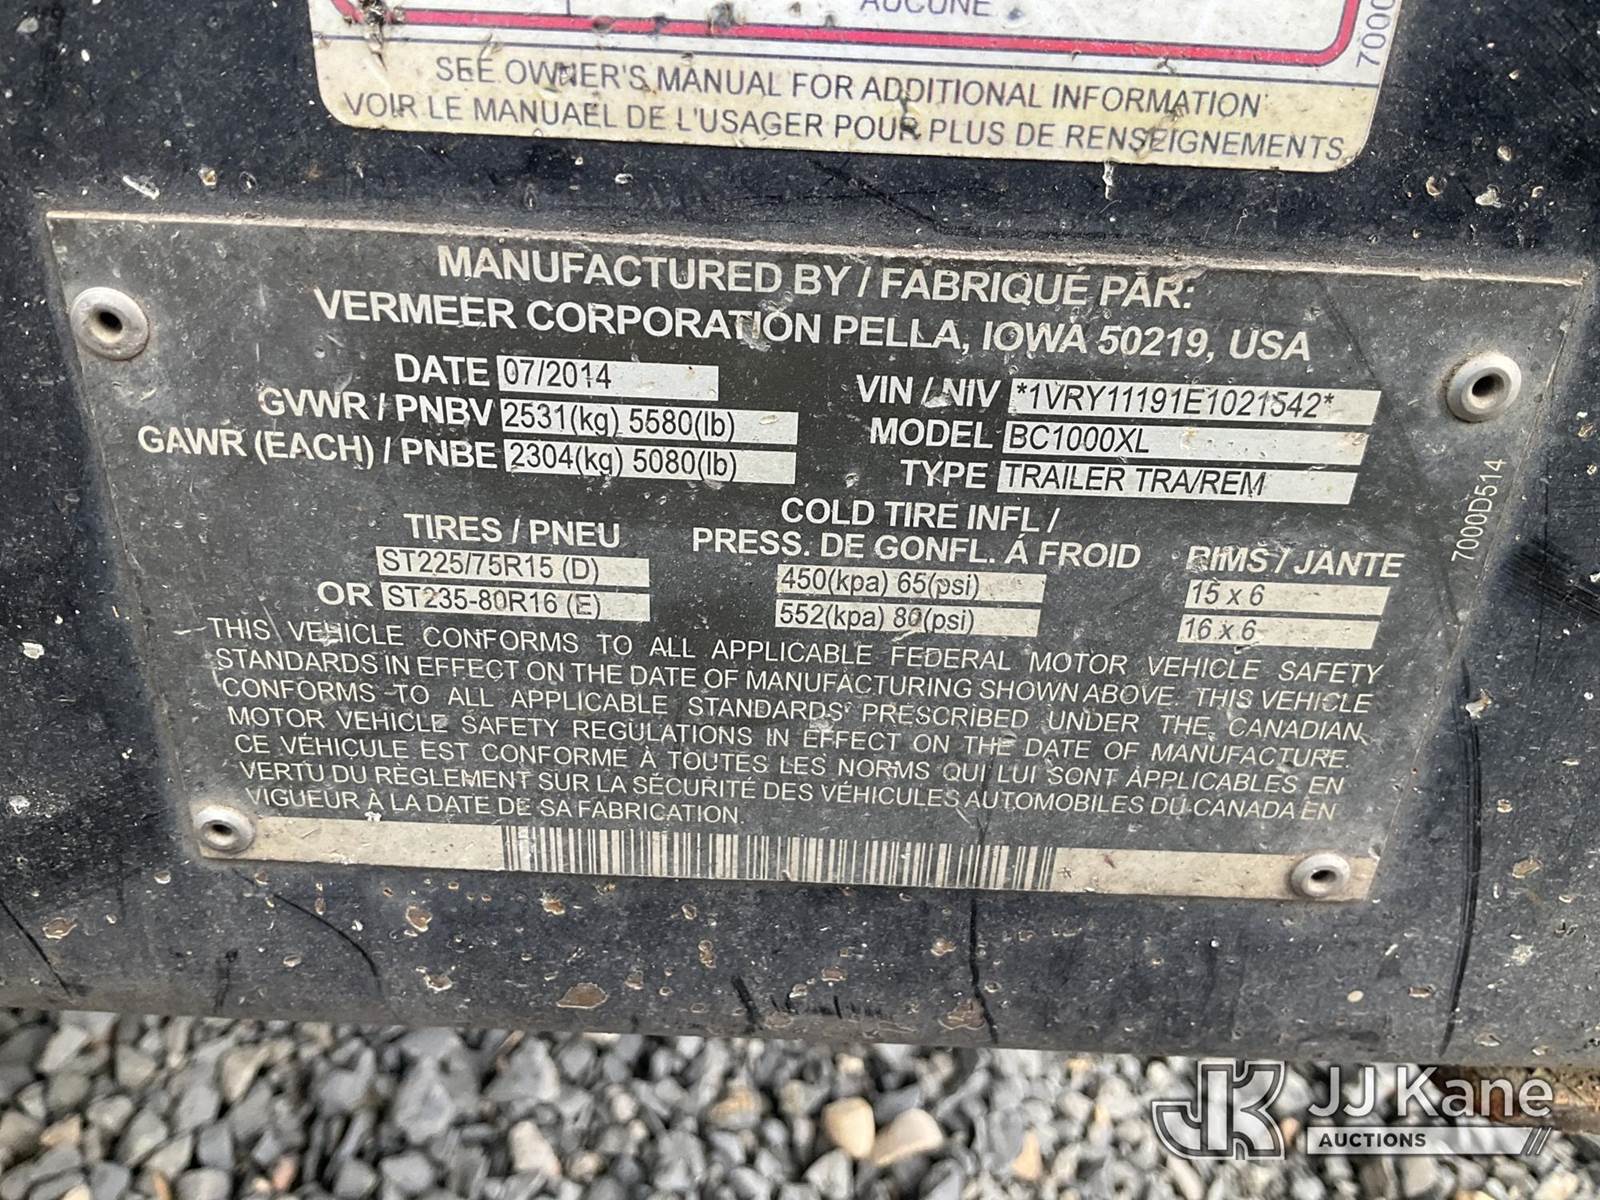 AUCUNE
SEE OWNER'S MANUAL FOR ADDITIONAL INFORMATION
VOIR LE MANUAEL DE L'USAGER POUR PLUS DE RENSEIGNEMENTS
7000
MANUFACTURED BY / FABRIQUÉ PAR:
VERMEER CORPORATION PELLA, IOWA 50219, USA
DATE 07/2014
GVWR / PNBV 2531(kg) 5580(lb)
GAWR (EACH) / PNBE 2304(kg) 5080(lb)
VIN / NIV *1VRY11191E1021542*
MODEL BC1000XL
TYPE TRAILER TRA/REM
TIRES / PNEU
ST225/75R15 (D)
OR ST235-80R16 (E)
COLD TIRE INFL /
PRESS. DE GONFL. Á FROID
450(kpa) 65(psi)
552(kpa) 80(psi)
RIMS / JANTE
15 x 6
16 x 6
7000D514
THIS VEHICLE CONFORMS TO ALL APPLICABLE FEDERAL MOTOR VEHICLE SAFETY
STANDARDS IN EFFECT ON THE DATE OF MANUFACTURING SHOWN ABOVE. THIS VEHICLE
CONFORMS TO ALL APPLICABLE STANDARDS PRESCRIBED UNDER THE CANADIAN
MOTOR VEHICLE SAFETY REGULATIONS IN EFFECT ON THE DATE OF MANUFACTURE.
CE VÉHICULE EST CONFORME À TOUTES LES NORMS QUI LUI SONT APPLICABLES EN
VERTU DU RÈGLEMENT SUR LA SÉCURITÉ DES VÉHICULES AUTOMOBILES DU CANADA EN
VIGUEUR À LA DATE DE SA FABRICATION.
JK JJ Kane
AUCTIONS